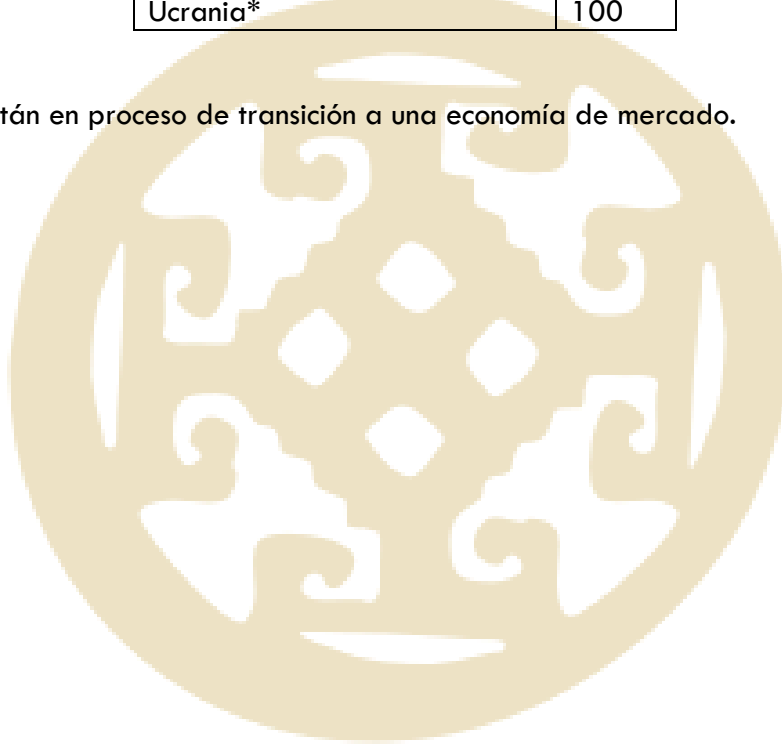 Ucrania* 100
tán en proceso de transición a una economía de mercado.